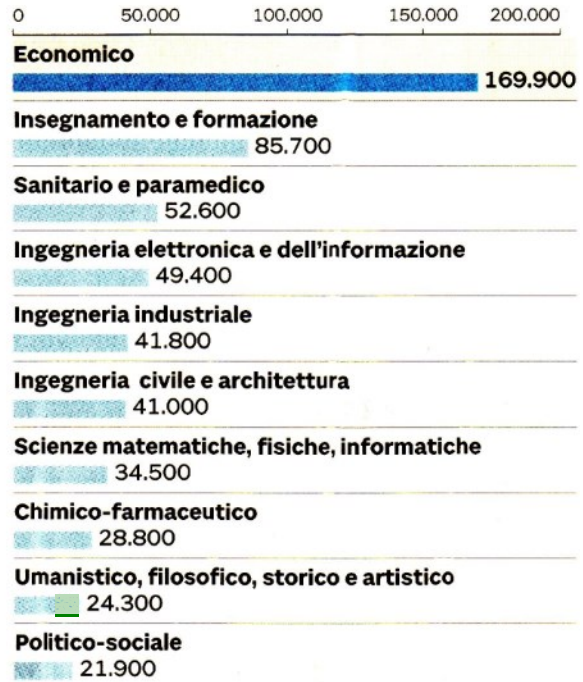 0 50.000 100.000 150.000 200.000
Economico
169.900
Insegnamento e formazione
85.700
Sanitario e paramedico
52.600
Ingegneria elettronica e dell'informazione
49.400
Ingegneria industriale
41.800
Ingegneria civile e architettura
41.000
Scienze matematiche, fisiche, informatiche
34.500
Chimico-farmaceutico
28.800
Umanistico, filosofico, storico e artistico
24.300
Politico-sociale
21.900